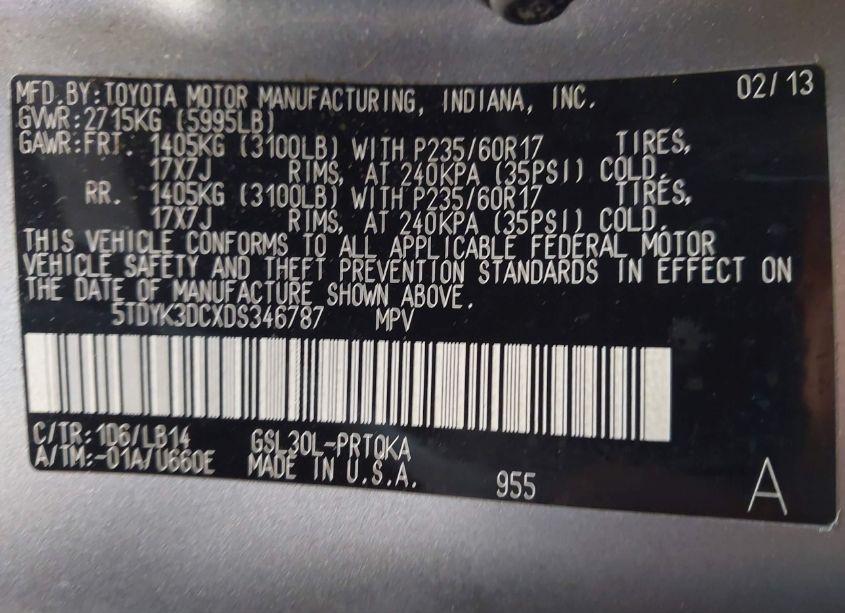 MFD.BY:TOYOTA MOTOR MANUFACTURING, INDIANA, INC. 02/13
GVWR:2715KG (5995LB)
GAWR:FRT. 1405KG (3100LB) WITH P235/60R17 TIRES,
17X7J RIMS, AT 240KPA (35PSI) COLD.
RR. 1405KG (3100LB) WITH P235/60R17 TIRES,
17X7J RIMS, AT 240KPA (35PSI) COLD.
THIS VEHICLE CONFORMS TO ALL APPLICABLE FEDERAL MOTOR
VEHICLE SAFETY AND THEFT PREVENTION STANDARDS IN EFFECT ON
THE DATE OF MANUFACTURE SHOWN ABOVE.
5TDYK3DCXDS346787 MPV
C/TR:1D6/LB14 GSL30L-PRTQKA
A/TM:-01A/U660E MADE IN U.S.A.
955 A